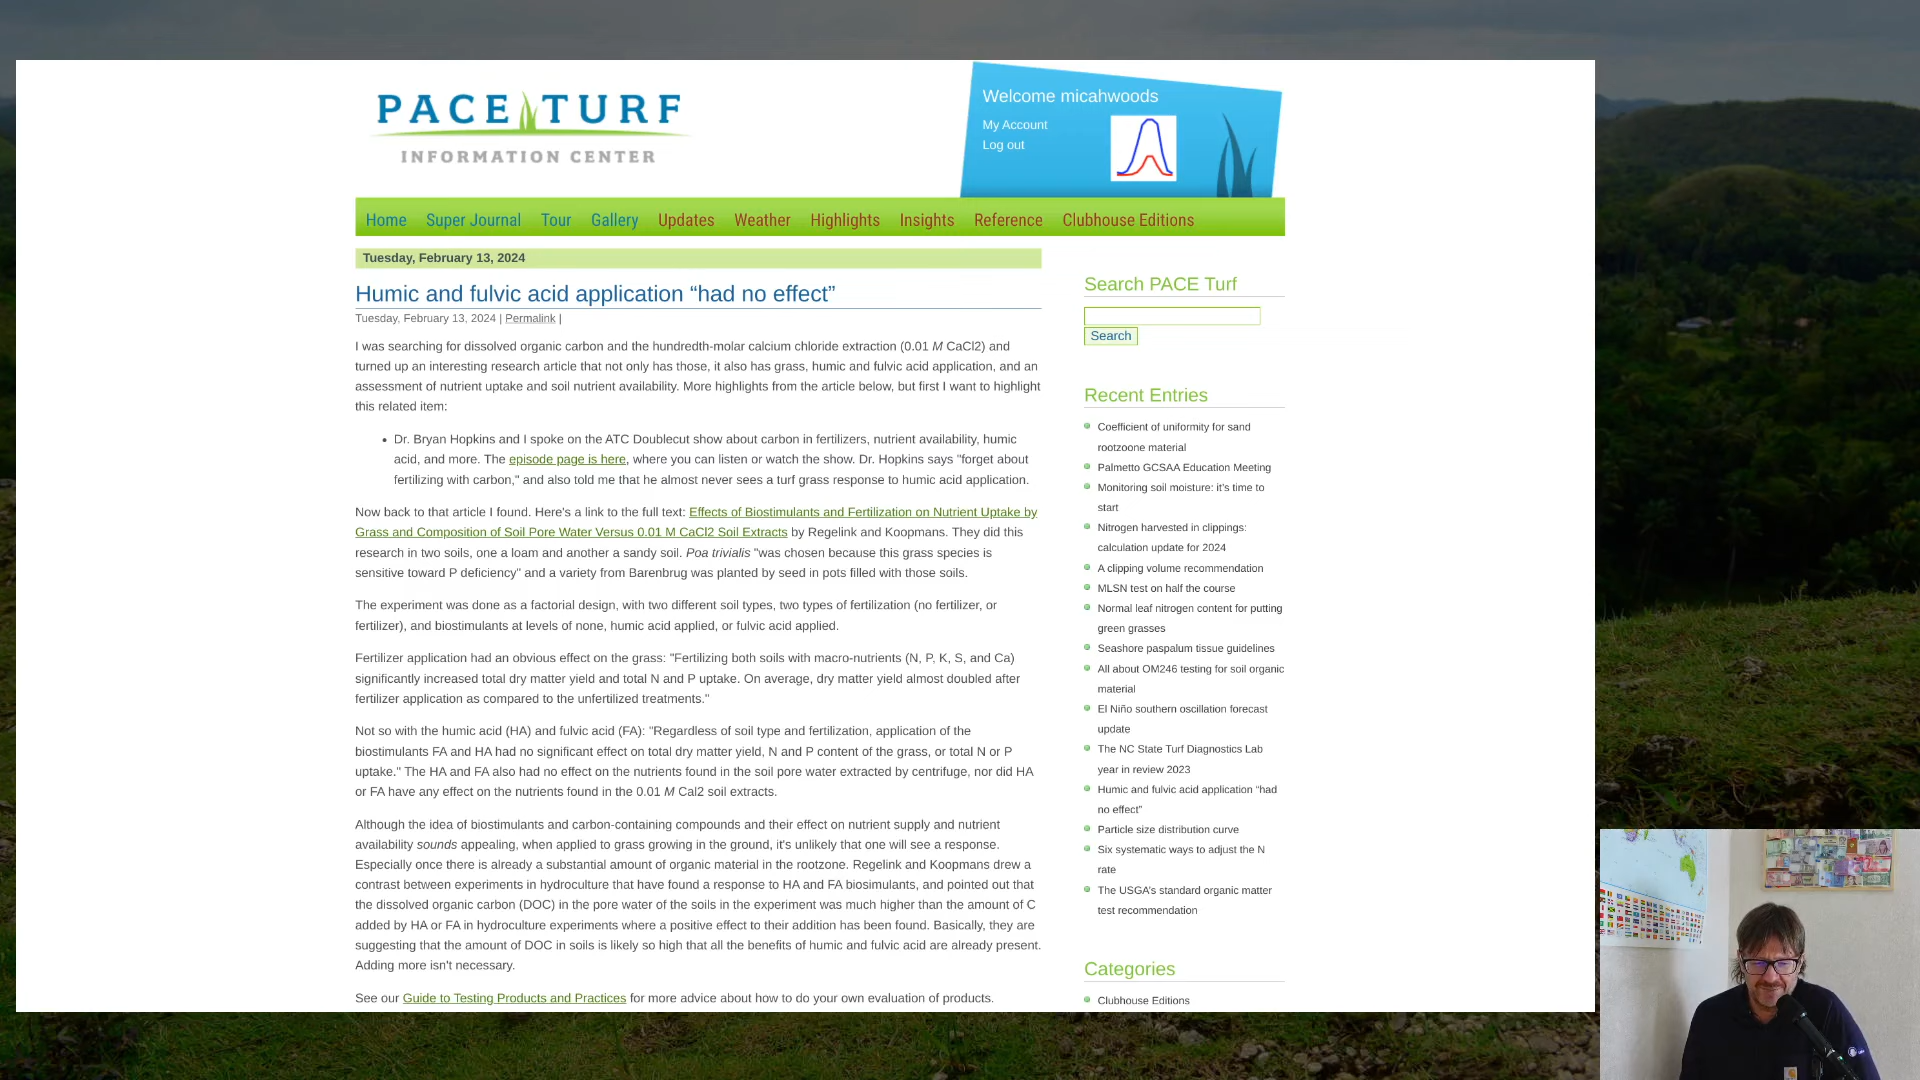 PACE TURF
INFORMATION CENTER
Welcome micahwoods
My Account
Log out
Home Super Journal Tour Gallery Updates Weather Highlights Insights Reference Clubhouse Editions
Tuesday, February 13, 2024
Humic and fulvic acid application “had no effect”
Tuesday, February 13, 2024 | Permalink |
I was searching for dissolved organic carbon and the hundredth-molar calcium chloride extraction (0.01 M CaCl2) and
turned up an interesting research article that not only has those, it also has grass, humic and fulvic acid application, and an
assessment of nutrient uptake and soil nutrient availability. More highlights from the article below, but first I want to highlight
this related item:
• Dr. Bryan Hopkins and I spoke on the ATC Doublecut show about carbon in fertilizers, nutrient availability, humic
acid, and more. The episode page is here, where you can listen or watch the show. Dr. Hopkins says "forget about
fertilizing with carbon," and also told me that he almost never sees a turf grass response to humic acid application.
Now back to that article I found. Here's a link to the full text: Effects of Biostimulants and Fertilization on Nutrient Uptake by
Grass and Composition of Soil Pore Water Versus 0.01 M CaCl2 Soil Extracts by Regelink and Koopmans. They did this
research in two soils, one a loam and another a sandy soil. Poa trivialis "was chosen because this grass species is
sensitive toward P deficiency" and a variety from Barenbrug was planted by seed in pots filled with those soils.
The experiment was done as a factorial design, with two different soil types, two types of fertilization (no fertilizer, or
fertilizer), and biostimulants at levels of none, humic acid applied, or fulvic acid applied.
Fertilizer application had an obvious effect on the grass: "Fertilizing both soils with macro-nutrients (N, P, K, S, and Ca)
significantly increased total dry matter yield and total N and P uptake. On average, dry matter yield almost doubled after
fertilizer application as compared to the unfertilized treatments."
Not so with the humic acid (HA) and fulvic acid (FA): "Regardless of soil type and fertilization, application of the
biostimulants FA and HA had no significant effect on total dry matter yield, N and P content of the grass, or total N or P
uptake." The HA and FA also had no effect on the nutrients found in the soil pore water extracted by centrifuge, nor did HA
or FA have any effect on the nutrients found in the 0.01 M Cal2 soil extracts.
Although the idea of biostimulants and carbon-containing compounds and their effect on nutrient supply and nutrient
availability sounds appealing, when applied to grass growing in the ground, it's unlikely that one will see a response.
Especially once there is already a substantial amount of organic material in the rootzone. Regelink and Koopmans drew a
contrast between experiments in hydroculture that have found a response to HA and FA biosimulants, and pointed out that
the dissolved organic carbon (DOC) in the pore water of the soils in the experiment was much higher than the amount of C
added by HA or FA in hydroculture experiments where a positive effect to their addition has been found. Basically, they are
suggesting that the amount of DOC in soils is likely so high that all the benefits of humic and fulvic acid are already present.
Adding more isn't necessary.
See our Guide to Testing Products and Practices for more advice about how to do your own evaluation of products.
Search PACE Turf
Search
Recent Entries
Coefficient of uniformity for sand
rootzoone material
Palmetto GCSAA Education Meeting
Monitoring soil moisture: it's time to
start
Nitrogen harvested in clippings:
calculation update for 2024
A clipping volume recommendation
MLSN test on half the course
Normal leaf nitrogen content for putting
green grasses
Seashore paspalum tissue guidelines
All about OM246 testing for soil organic
material
El Niño southern oscillation forecast
update
The NC State Turf Diagnostics Lab
year in review 2023
Humic and fulvic acid application “had
no effect”
Particle size distribution curve
Six systematic ways to adjust the N
rate
The USGA's standard organic matter
test recommendation
Categories
Clubhouse Editions